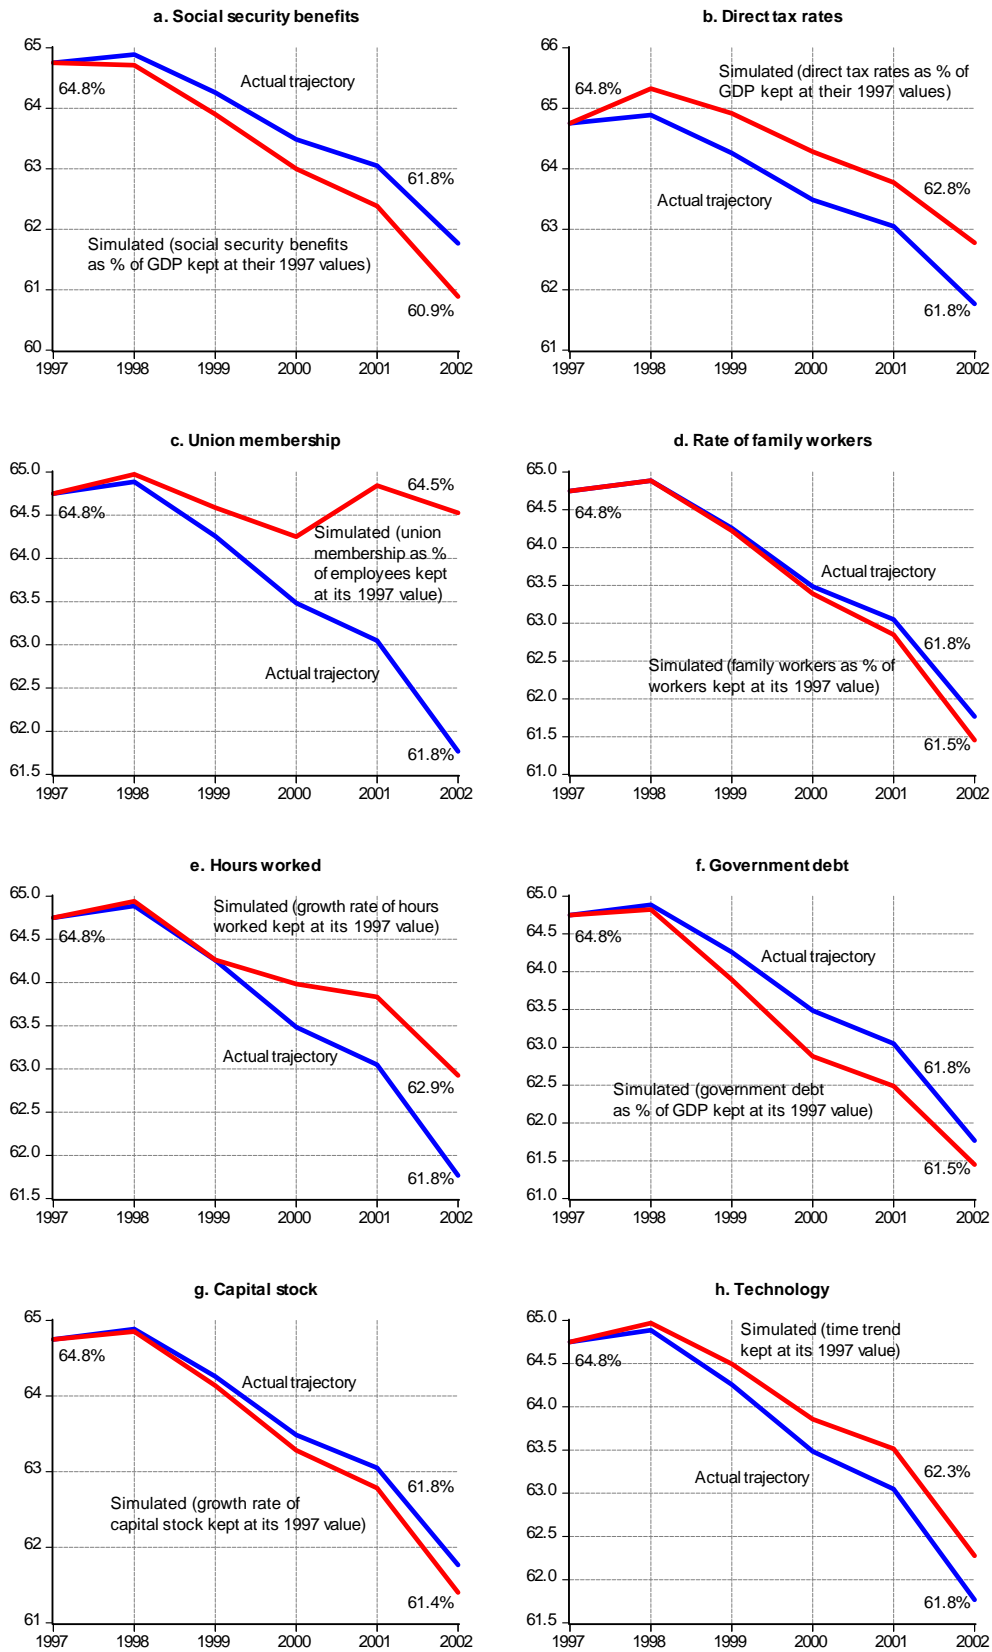 a. Social security benefits
65
64
63
62
61
60
64.8%
Actual trajectory
61.8%
Simulated (social security benefits
as % of GDP kept at their 1997 values)
60.9%
1997 1998 1999 2000 2001 2002
b. Direct tax rates
66
65
64
63
62
61
Simulated (direct tax rates as % of
GDP kept at their 1997 values)
64.8%
62.8%
Actual trajectory
61.8%
1997 1998 1999 2000 2001 2002
c. Union membership
65.0
64.5
64.0
63.5
63.0
62.5
62.0
61.5
64.5%
64.8%
Simulated (union
membership as %
of employees kept
at its 1997 value)
Actual trajectory
61.8%
1997 1998 1999 2000 2001 2002
d. Rate of family workers
65.0
64.5
64.0
63.5
63.0
62.5
62.0
61.5
61.0
64.8%
Actual trajectory
61.8%
Simulated (family workers as % of
workers kept at its 1997 value)
61.5%
1997 1998 1999 2000 2001 2002
e. Hours worked
65.0
64.5
64.0
63.5
63.0
62.5
62.0
61.5
Simulated (growth rate of hours
worked kept at its 1997 value)
64.8%
Actual trajectory
62.9%
61.8%
1997 1998 1999 2000 2001 2002
f. Government debt
65.0
64.5
64.0
63.5
63.0
62.5
62.0
61.5
61.0
64.8%
Actual trajectory
61.8%
Simulated (government debt
as % of GDP kept at its 1997 value)
61.5%
1997 1998 1999 2000 2001 2002
g. Capital stock
65
64
63
62
61
64.8%
Actual trajectory
61.8%
Simulated (growth rate of
capital stock kept at its 1997 value)
61.4%
1997 1998 1999 2000 2001 2002
h. Technology
65.0
64.5
64.0
63.5
63.0
62.5
62.0
61.5
Simulated (time trend
kept at its 1997 value)
64.8%
62.3%
Actual trajectory
61.8%
1997 1998 1999 2000 2001 2002